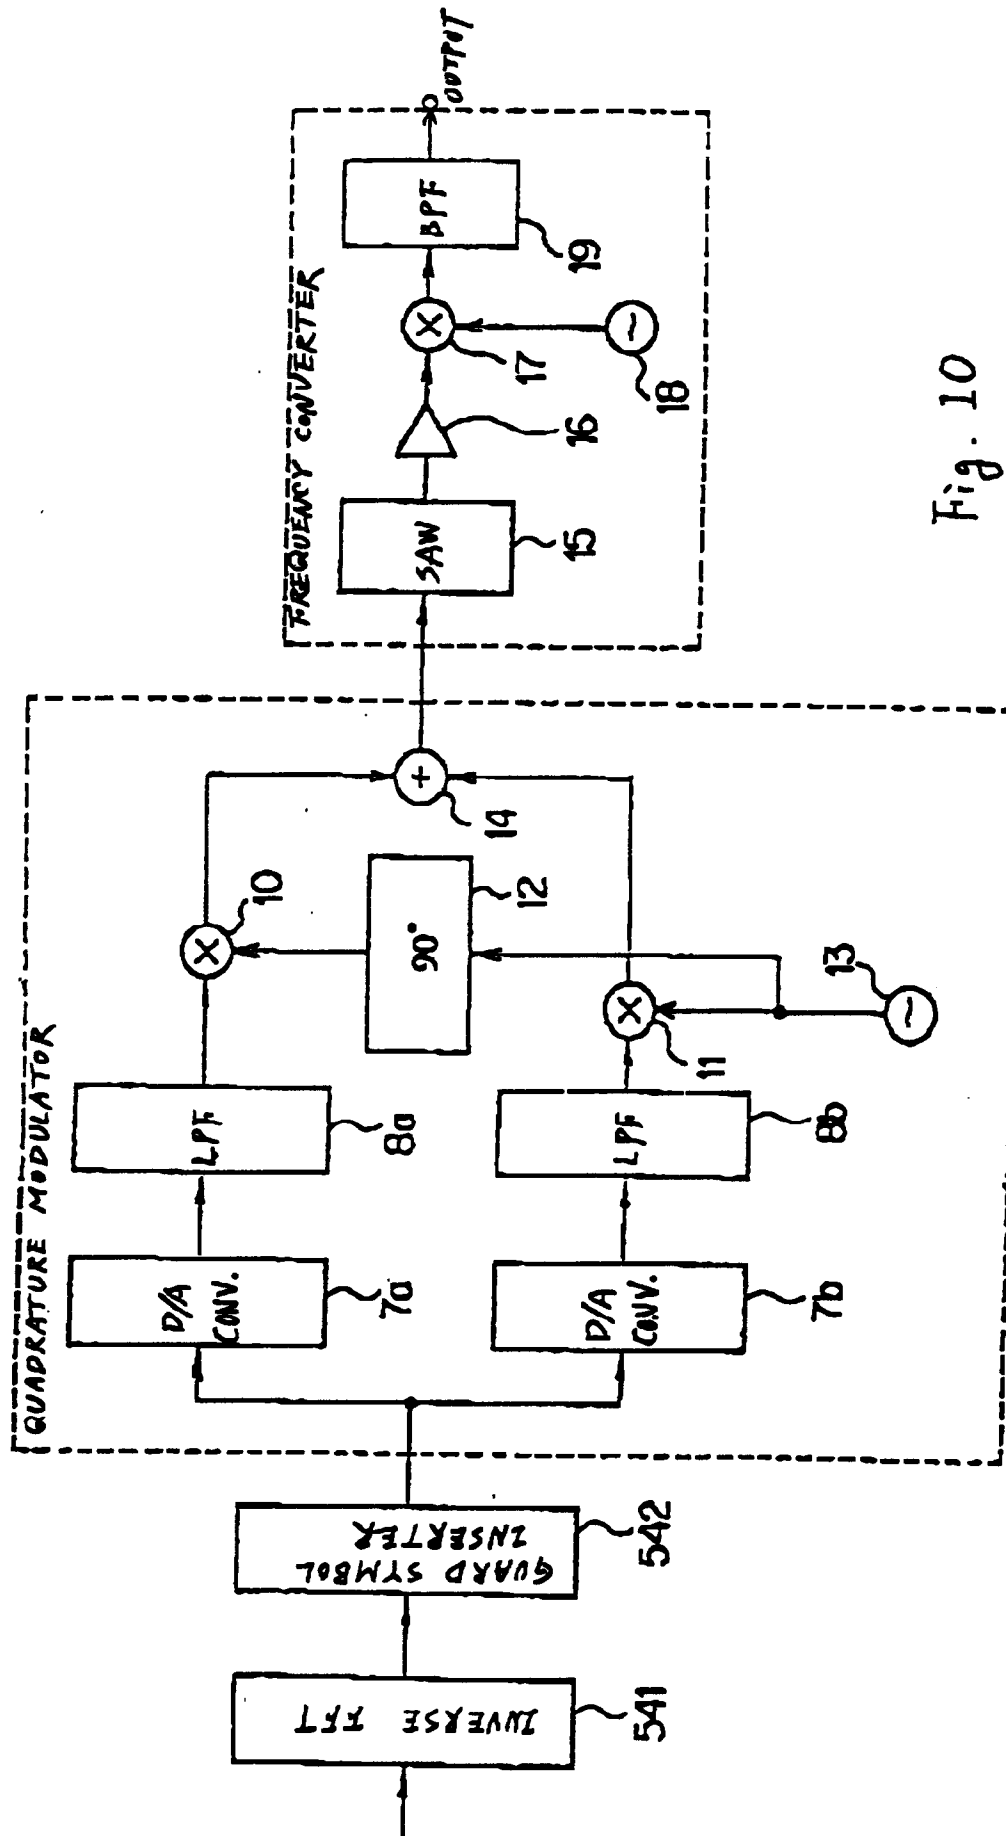 INVERSE FFT
541
GUARD SYMBOL
INSERTER
542
QUADRATURE MODULATOR
D/A
CONV.
7a
LPF
8a
10
90°
12
D/A
CONV.
7b
LPF
8b
11
13
+
14
FREQUENCY CONVERTER
SAW
15
16
17
18
BPF
19
OUTPUT
Fig. 10